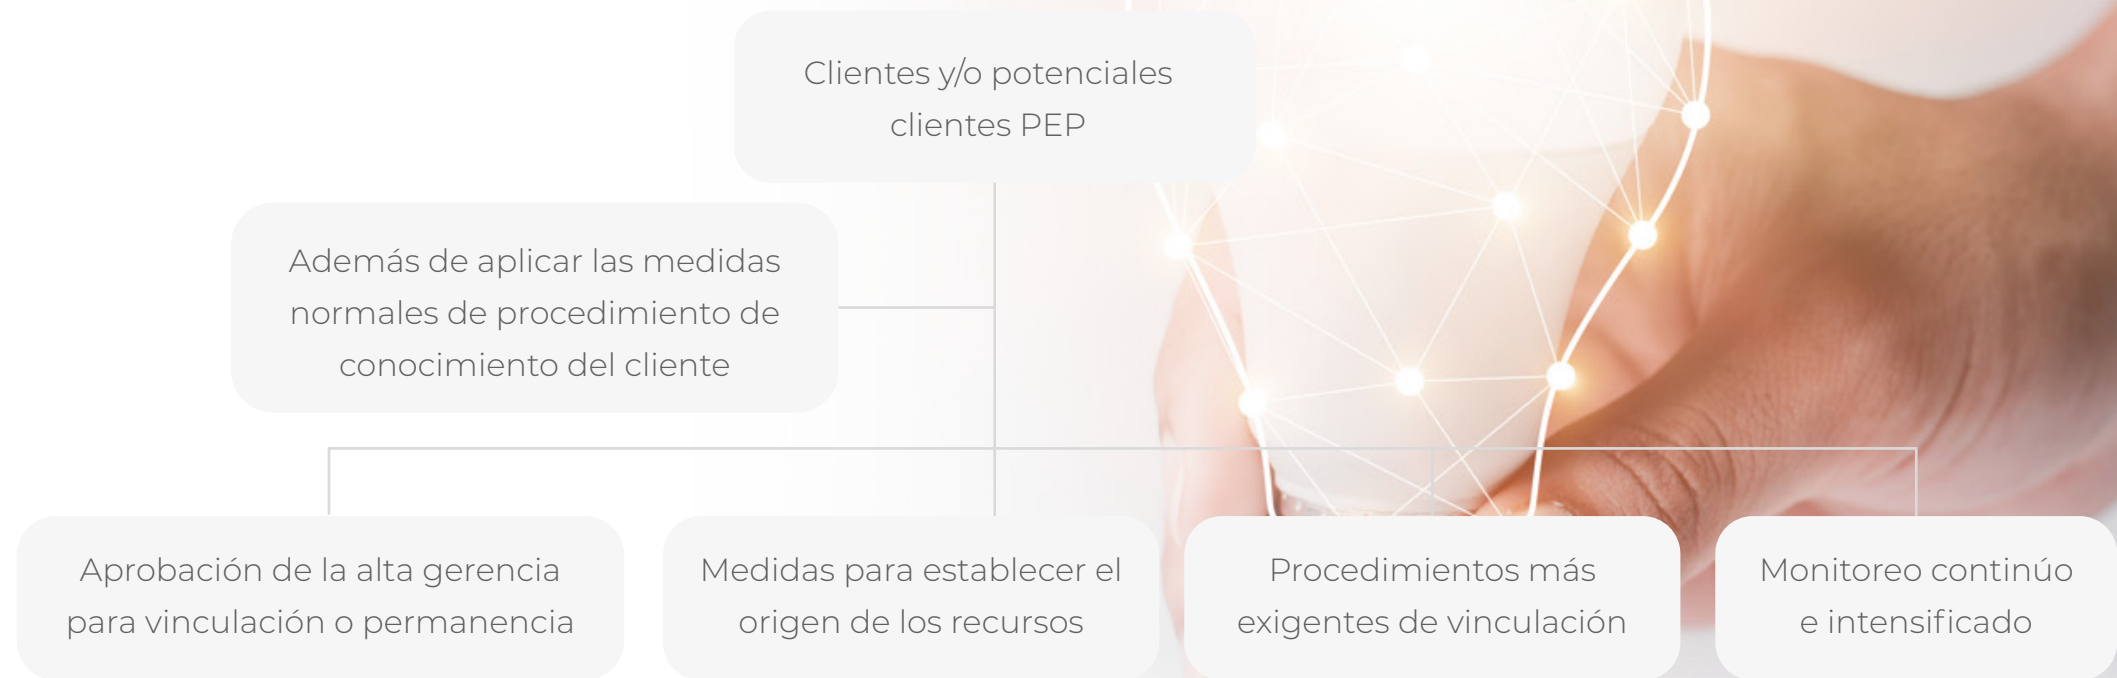 Clientes y/o potenciales
clientes PEP
Además de aplicar las medidas
normales de procedimiento de
conocimiento del cliente
Aprobación de la alta gerencia
para vinculación o permanencia
Medidas para establecer el
origen de los recursos
Procedimientos más
exigentes de vinculación
Monitoreo continúo
e intensificado